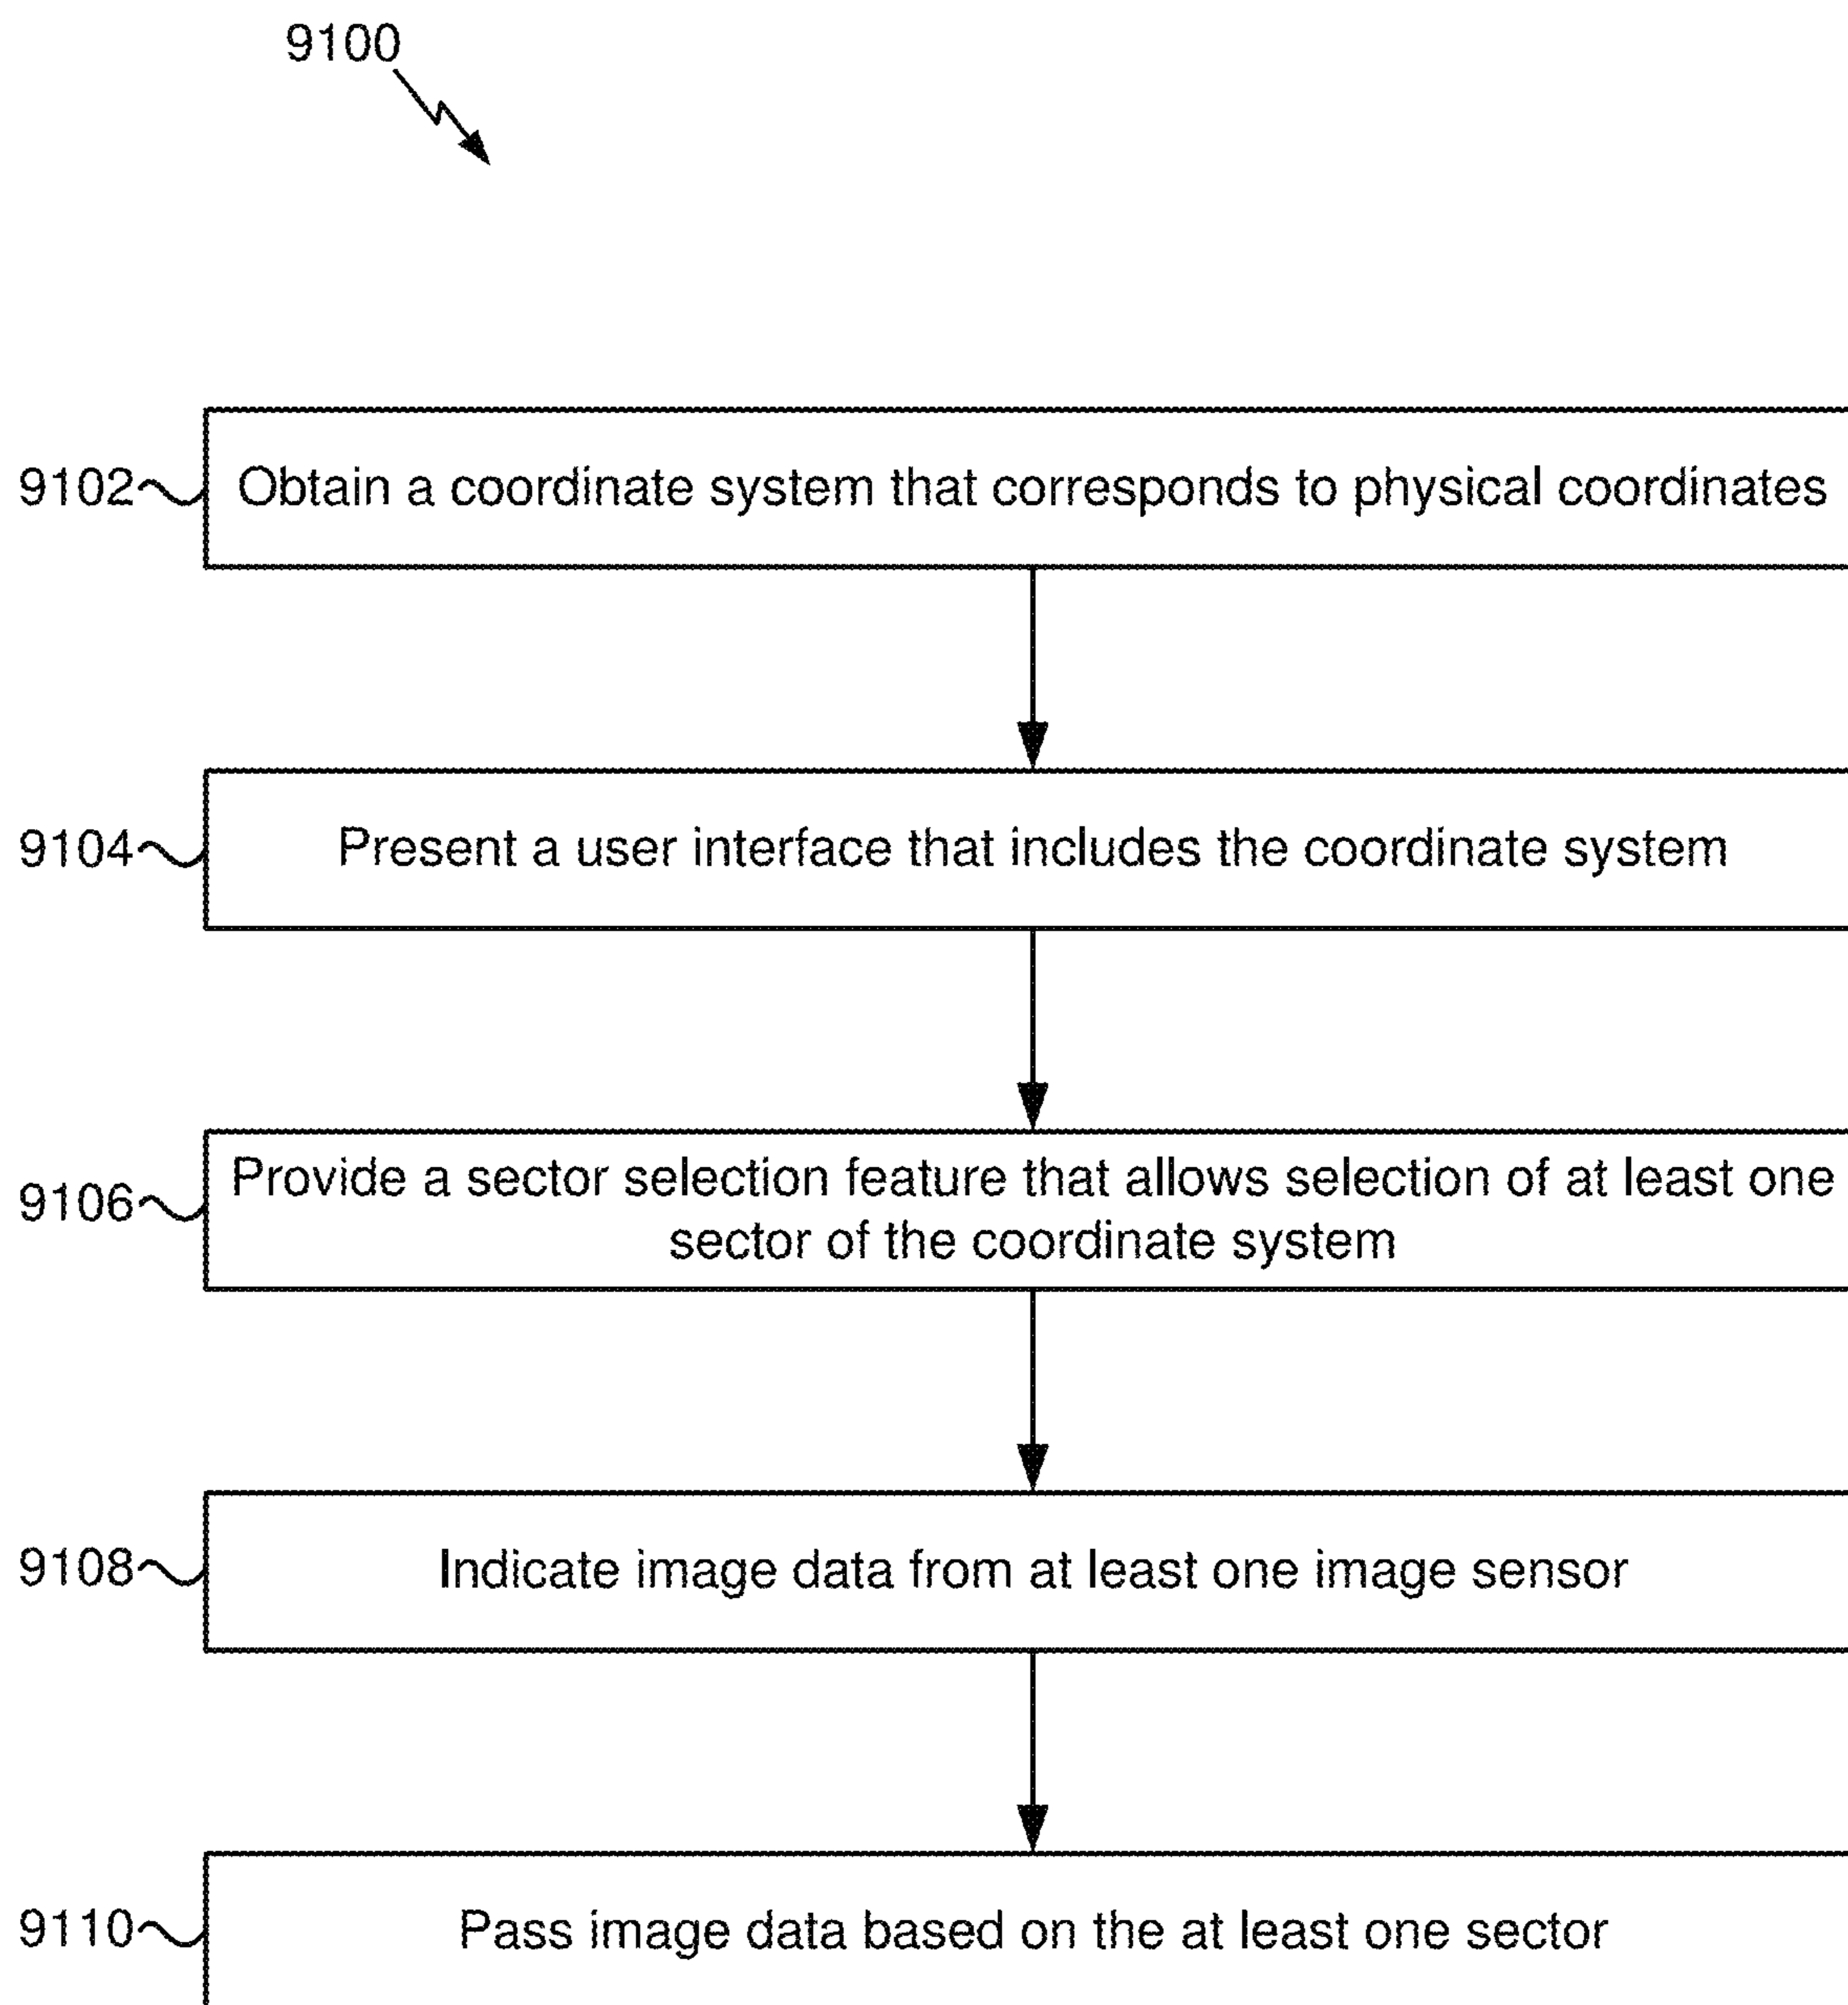 9100
9102
Obtain a coordinate system that corresponds to physical coordinates
9104
Present a user interface that includes the coordinate system
9106
Provide a sector selection feature that allows selection of at least one
sector of the coordinate system
9108
Indicate image data from at least one image sensor
9110
Pass image data based on the at least one sector